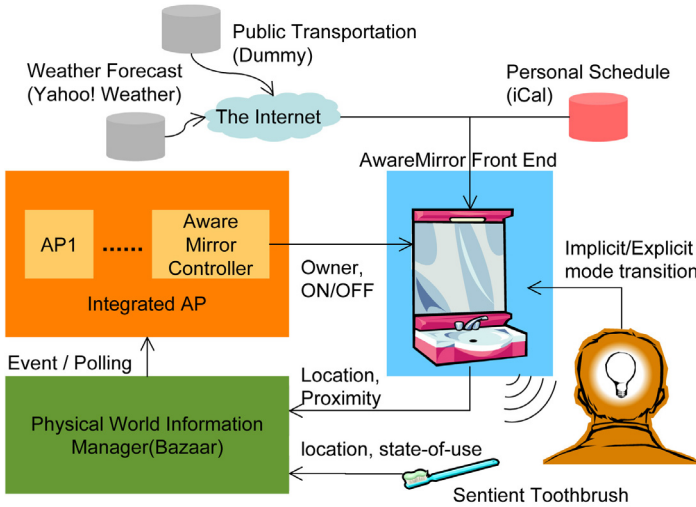 Public Transportation
(Dummy)
Weather Forecast
(Yahoo! Weather)
The Internet
Personal Schedule
(iCal)
AwareMirror Front End
AP1
......
Aware
Mirror
Controller
Integrated AP
Owner,
ON/OFF
Implicit/Explicit
mode transition
Event / Polling
Location,
Proximity
Physical World Information
Manager(Bazaar)
location, state-of-use
Sentient Toothbrush